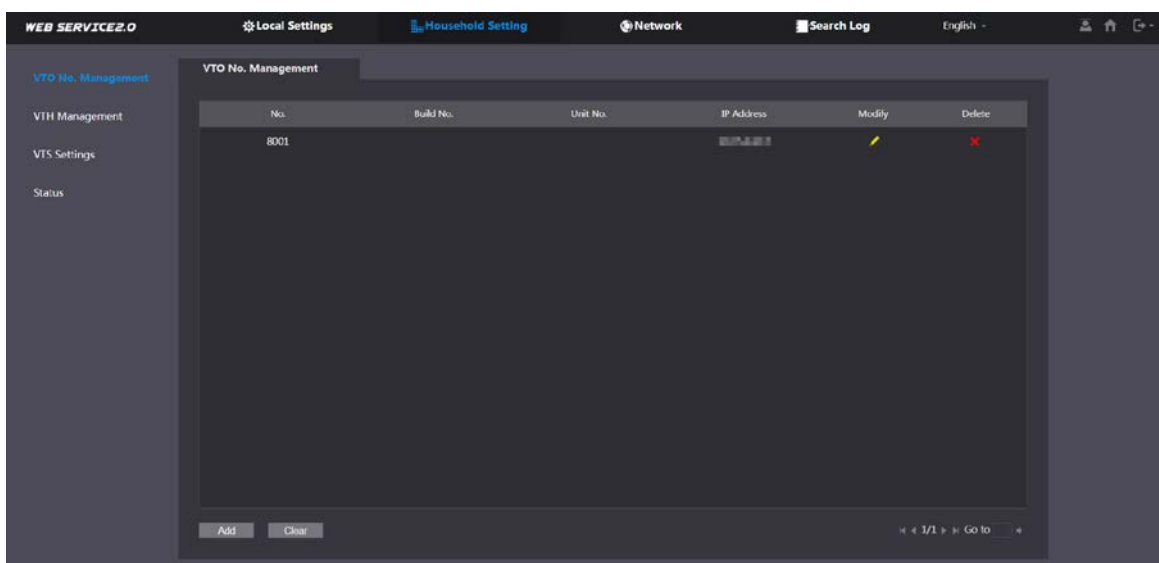 WEB SERVICE2.0 Local Settings Household Setting Network Search Log English
VTO No. Management
VTO No. Management
VTH Management
VTS Settings
Status
No. Build No. Unit No. IP Address Modify Delete
8001
Add Clear 1/1 Go to